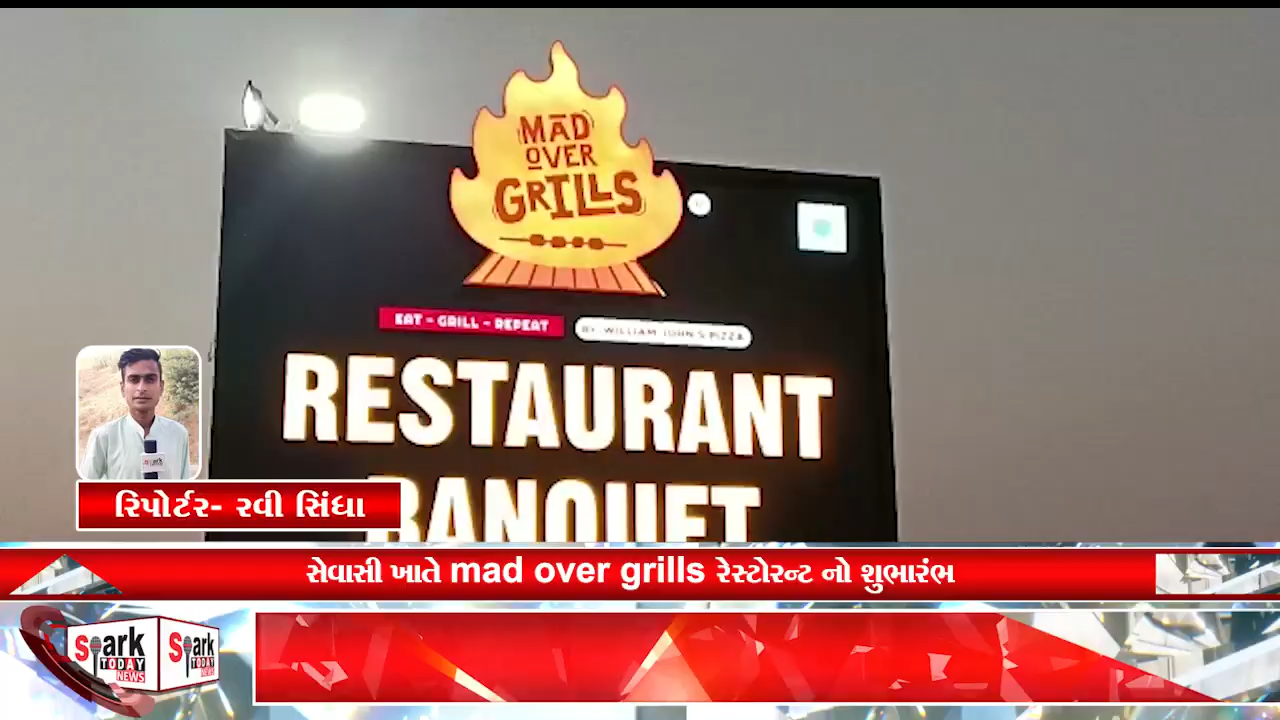 MAD
OVER
GRILLS
EAT - GRILL - REPEAT
BY WILLIAM JOHN'S PIZZA
RESTAURANT
BANQUET
રિપોર્ટર- રવી સિંધા
સેવાસી ખાતે mad over grills રેસ્ટોરન્ટ નો શુભારંભ
Spark
TODAY
NEWS
Spark
TODAY
NEWS